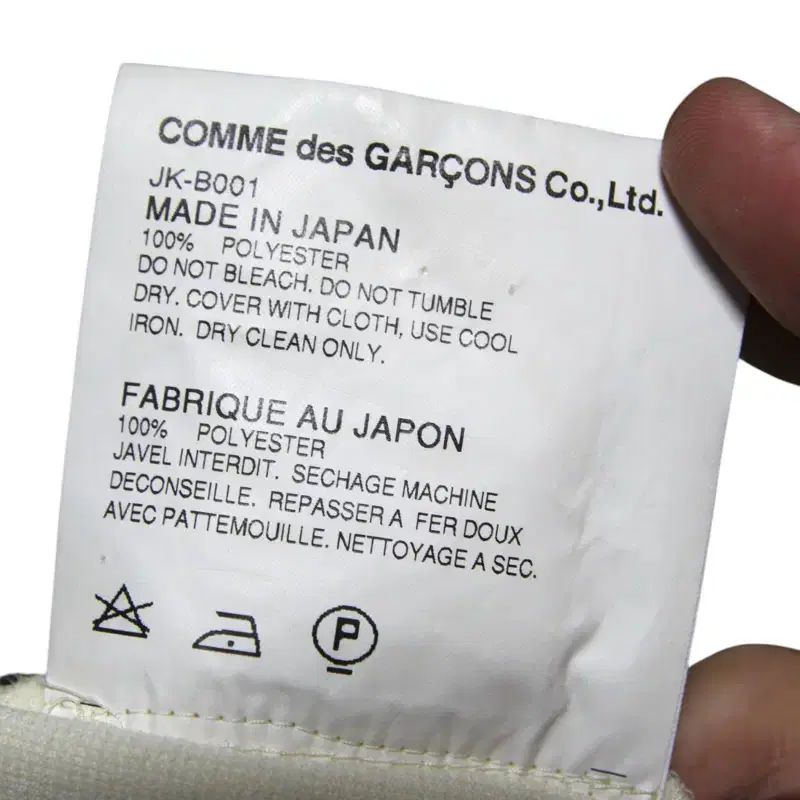 COMME des GARÇONS Co.,Ltd.
JK-B001
MADE IN JAPAN
100% POLYESTER
DO NOT BLEACH. DO NOT TUMBLE
DRY. COVER WITH CLOTH, USE COOL
IRON. DRY CLEAN ONLY.
FABRIQUE AU JAPON
100% POLYESTER
JAVEL INTERDIT. SECHAGE MACHINE
DECONSEILLE. REPASSER A FER DOUX
AVEC PATTEMOUILLE. NETTOYAGE A SEC.
P